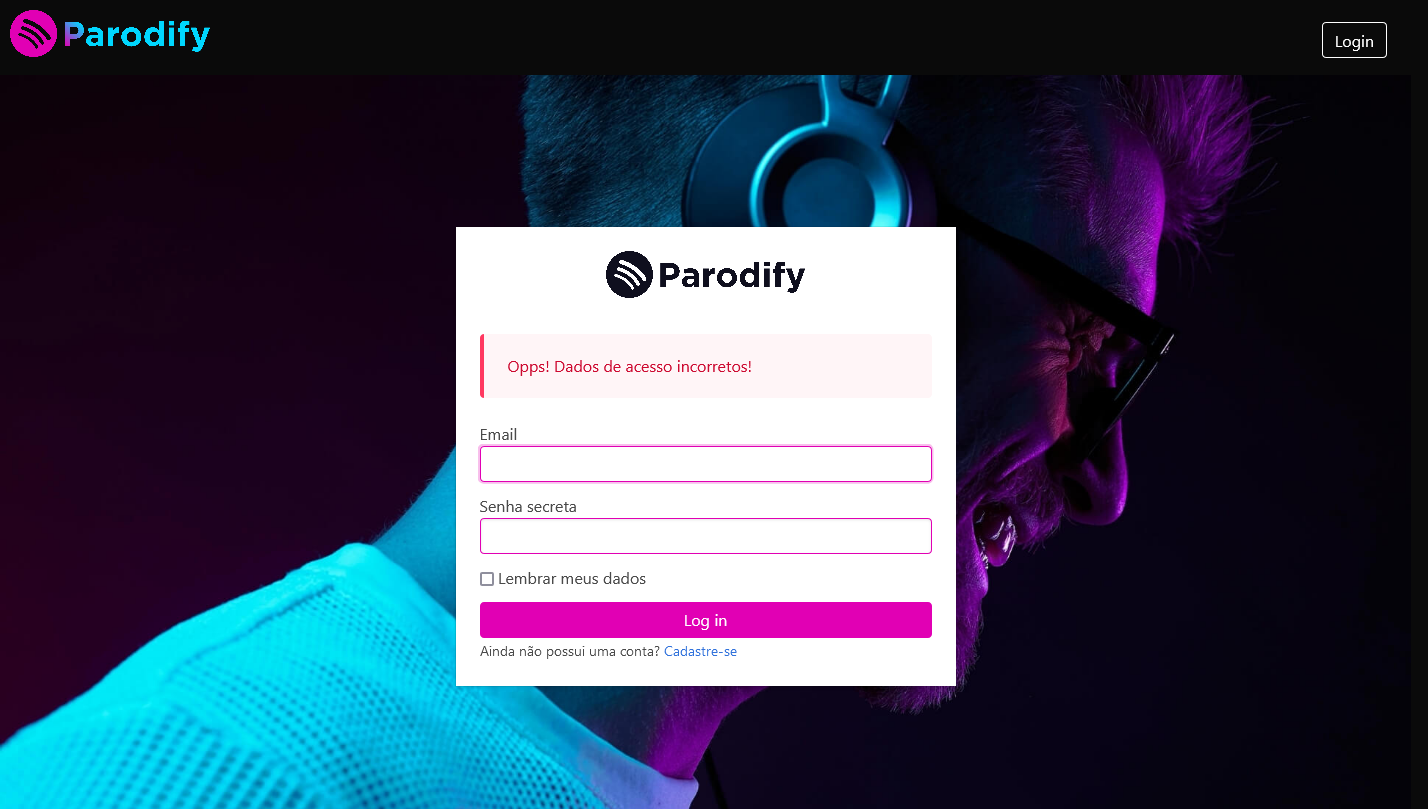 Parodify
Login
Parodify
Opps! Dados de acesso incorretos!
Email
Senha secreta
Lembrar meus dados
Log in
Ainda não possui uma conta? Cadastre-se